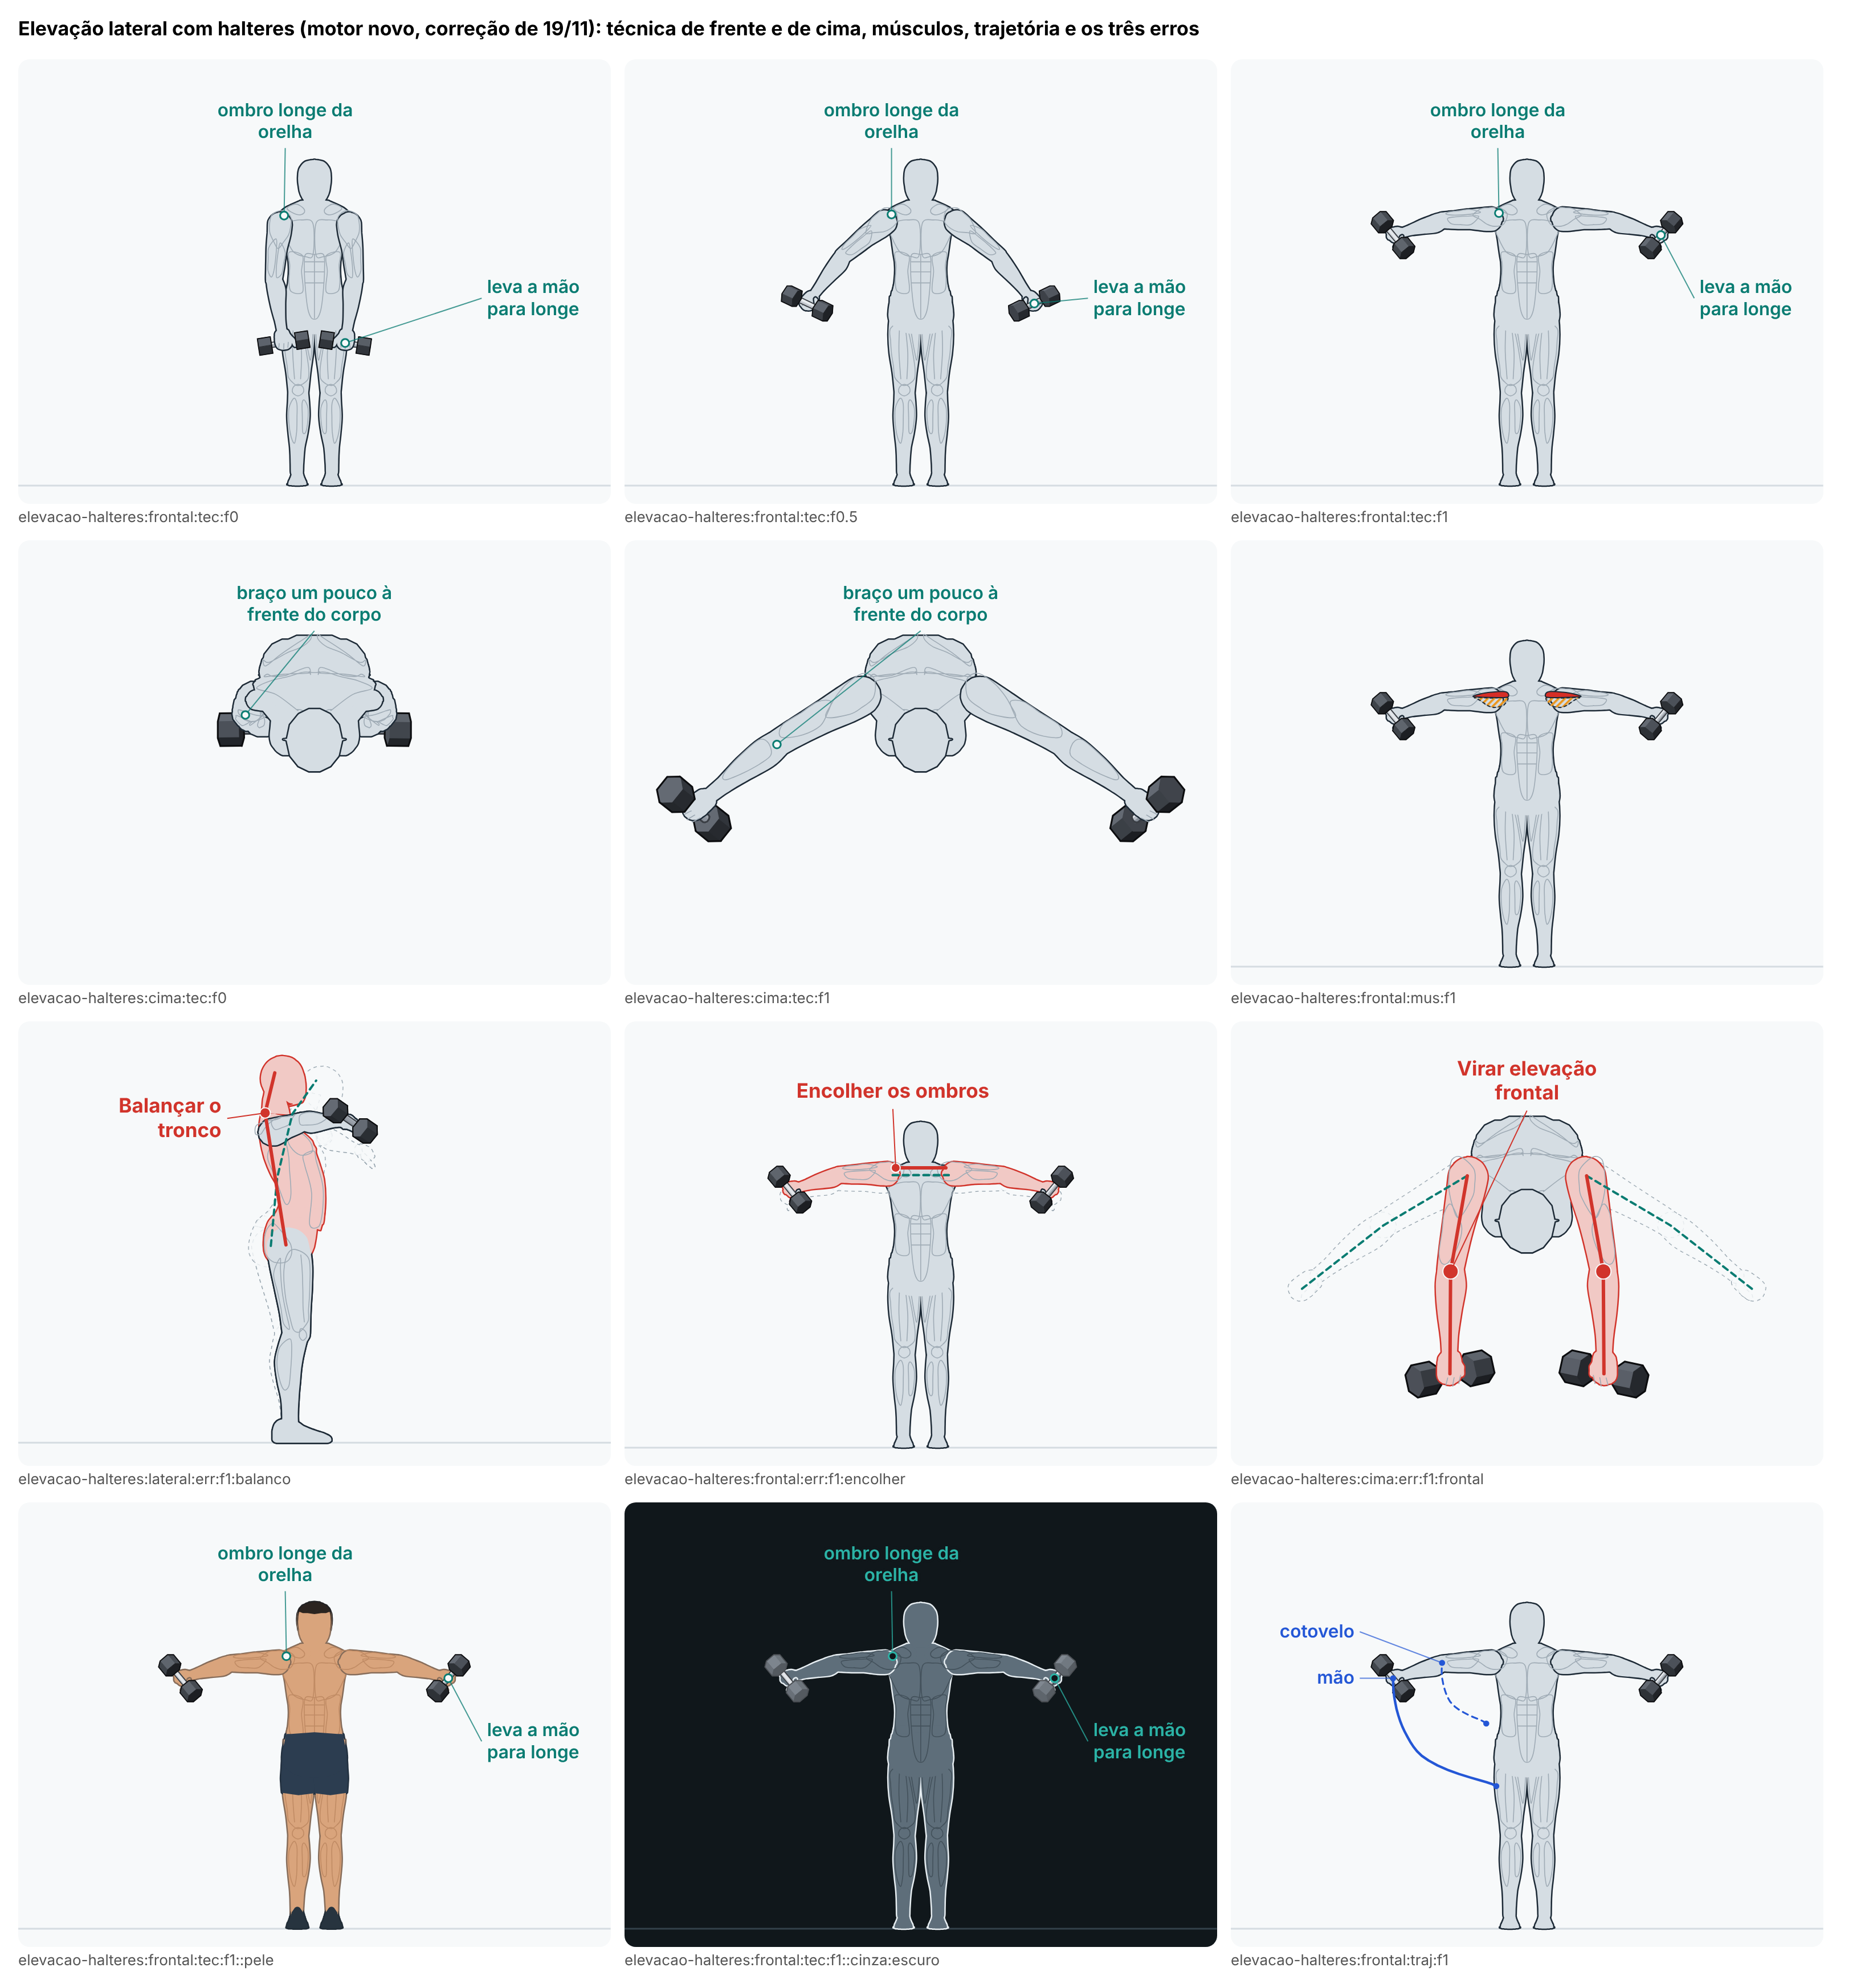 Elevação lateral com halteres (motor novo, correção de 19/11): técnica de frente e de cima, músculos, trajetória e os três erros
ombro longe da
orelha
leva a mão
para longe
elevacao-halteres:frontal:tec:f0
ombro longe da
orelha
leva a mão
para longe
elevacao-halteres:frontal:tec:f0.5
ombro longe da
orelha
leva a mão
para longe
elevacao-halteres:frontal:tec:f1
braço um pouco à
frente do corpo
elevacao-halteres:cima:tec:f0
braço um pouco à
frente do corpo
elevacao-halteres:cima:tec:f1
elevacao-halteres:frontal:mus:f1
Balançar o
tronco
elevacao-halteres:lateral:err:f1:balanco
Encolher os ombros
elevacao-halteres:frontal:err:f1:encolher
Virar elevação
frontal
elevacao-halteres:cima:err:f1:frontal
ombro longe da
orelha
leva a mão
para longe
elevacao-halteres:frontal:tec:f1::pele
ombro longe da
orelha
leva a mão
para longe
elevacao-halteres:frontal:tec:f1::cinza:escuro
cotovelo
mão
elevacao-halteres:frontal:traj:f1